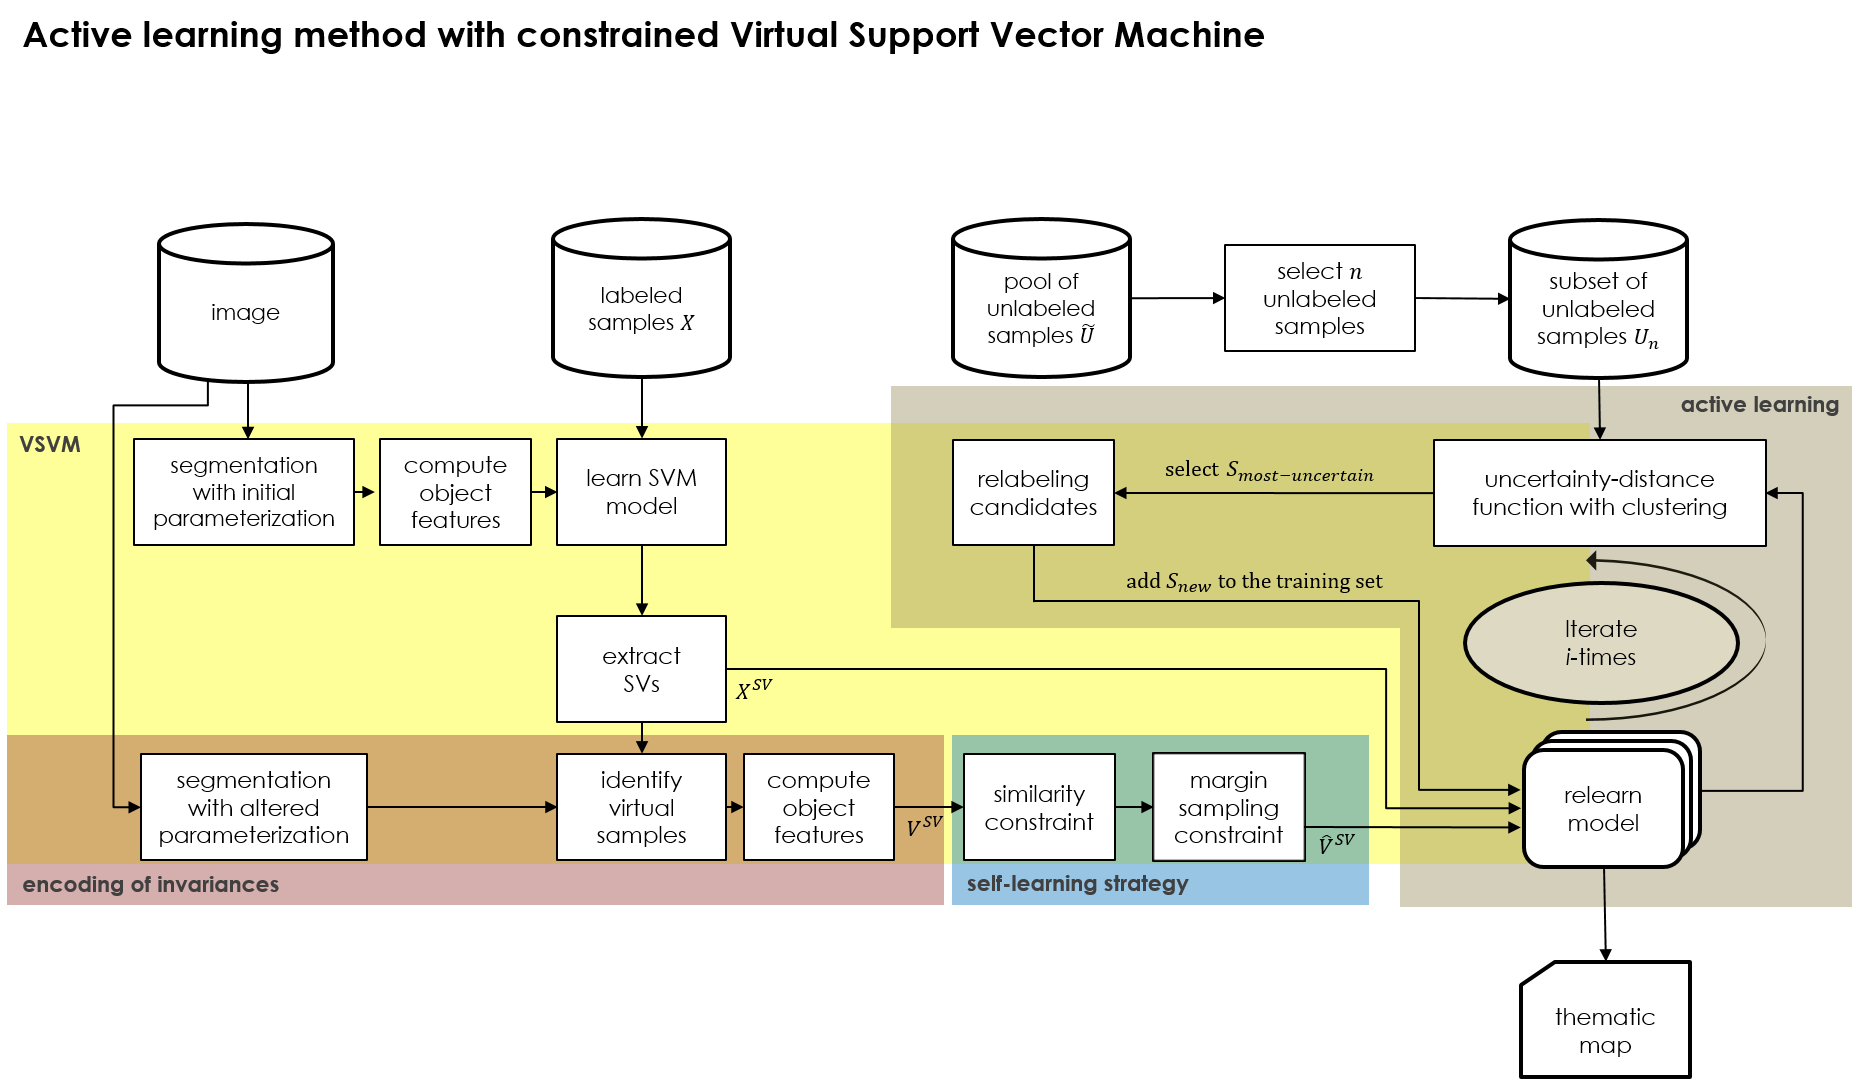 Active learning method with constrained Virtual Support Vector Machine
image
labeled
samples X
pool of
unlabeled
samples Ũ
select n
unlabeled
samples
subset of
unlabeled
samples Uₙ
active learning
VSVM
segmentation
with initial
parameterization
compute
object
features
learn SVM
model
relabeling
candidates
select S_most−uncertain
uncertainty-distance
function with clustering
add S_new to the training set
Iterate
i-times
extract
SVs
X^SV
segmentation
with altered
parameterization
identify
virtual
samples
compute
object
features
V^SV
similarity
constraint
margin
sampling
constraint
V̂^SV
relearn
model
encoding of invariances
self-learning strategy
thematic
map